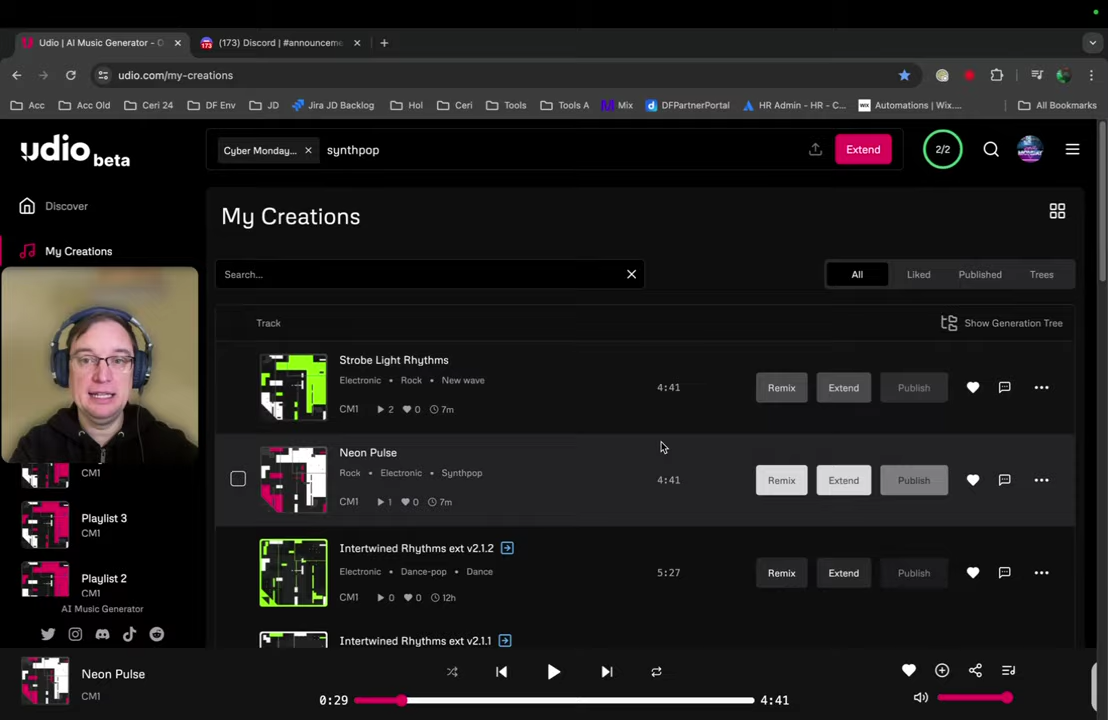 Udio | AI Music Generator - O
(173) Discord | #announceme
udio.com/my-creations
Acc
Acc Old
Ceri 24
DF Env
JD
Jira JD Backlog
Hol
Ceri
Tools
Tools A
Mix
DFPartnerPortal
HR Admin - HR - C...
Automations | Wix....
All Bookmarks
udio beta
Cyber Monday...
synthpop
Extend
2/2
Discover
My Creations
My Creations
Search...
All
Liked
Published
Trees
Track
Show Generation Tree
Strobe Light Rhythms
Electronic • Rock • New wave
CM1 2 0 7m
4:41
Remix
Extend
Publish
Neon Pulse
Rock • Electronic • Synthpop
CM1 1 0 7m
4:41
Remix
Extend
Publish
Intertwined Rhythms ext v2.1.2
Electronic • Dance-pop • Dance
CM1 0 0 12h
5:27
Remix
Extend
Publish
Intertwined Rhythms ext v2.1.1
CM1
Playlist 3
CM1
Playlist 2
CM1
AI Music Generator
Neon Pulse
CM1
0:29
4:41